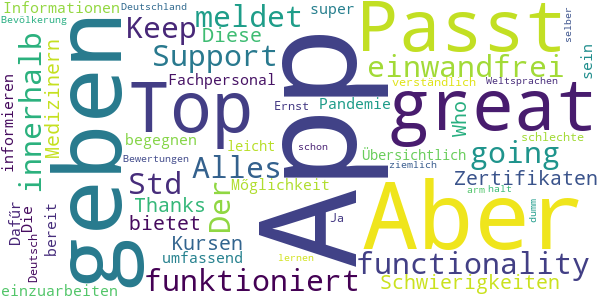 Informationen
Deutschland
super
Bevölkerung
Keep
meldet
Passt
selber
geben
Diese
innerhalb
Medizinern
Support
App
einwandfrei
sein
informieren
Fachpersonal
verständlich
Weltsprachen
Top
Ernst
Pandemie
great
Who
begegnen
leicht
schon
Übersichtlich
going
schlechte
Bewertungen
Alles
ziemlich
Std
Möglichkeit
Aber
Zertifikaten
arm
halt
Dafür
Die
bereit
Thanks
Der
Ja
dumm
bietet
Deutsch
Kursen
umfassend
lernen
functionality
einzuarbeiten
funktioniert
Schwierigkeiten